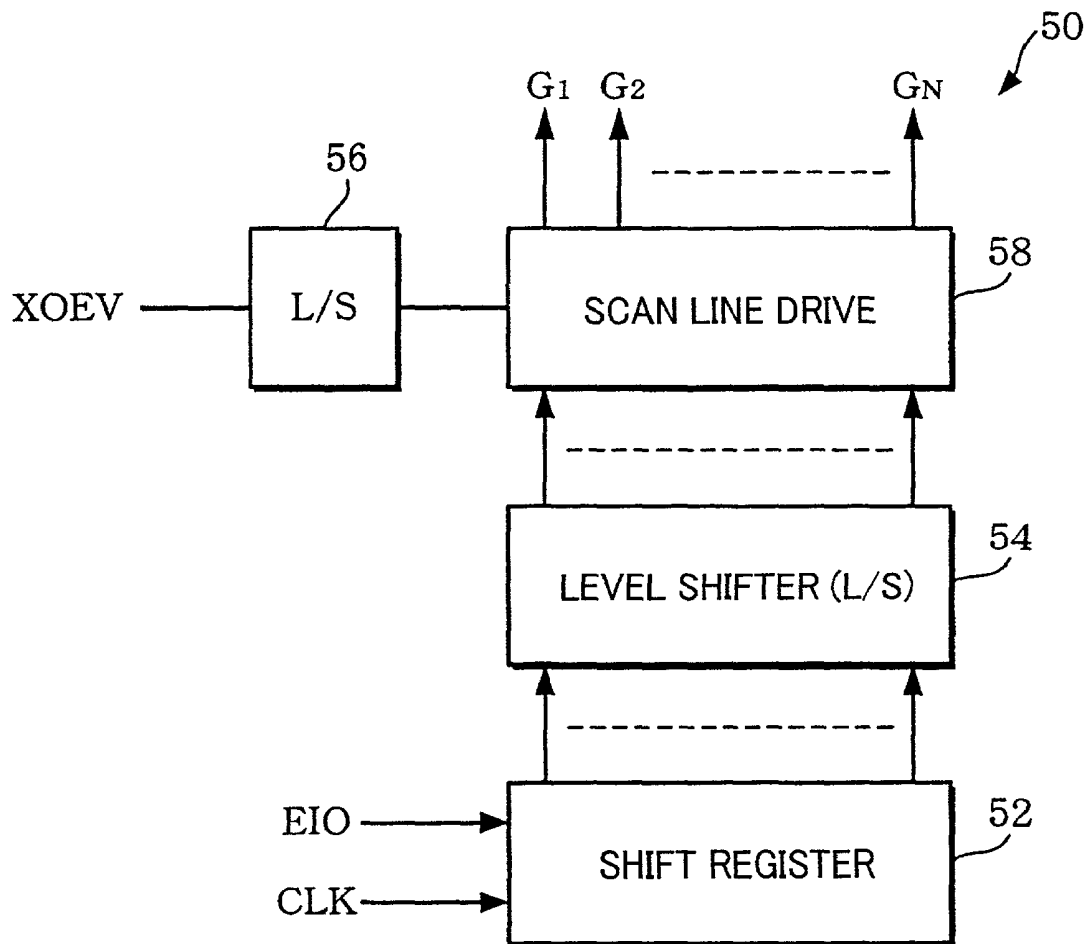 50
G1 G2 GN
56
58
XOEV
L/S
SCAN LINE DRIVE
54
LEVEL SHIFTER (L/S)
52
EIO
SHIFT REGISTER
CLK